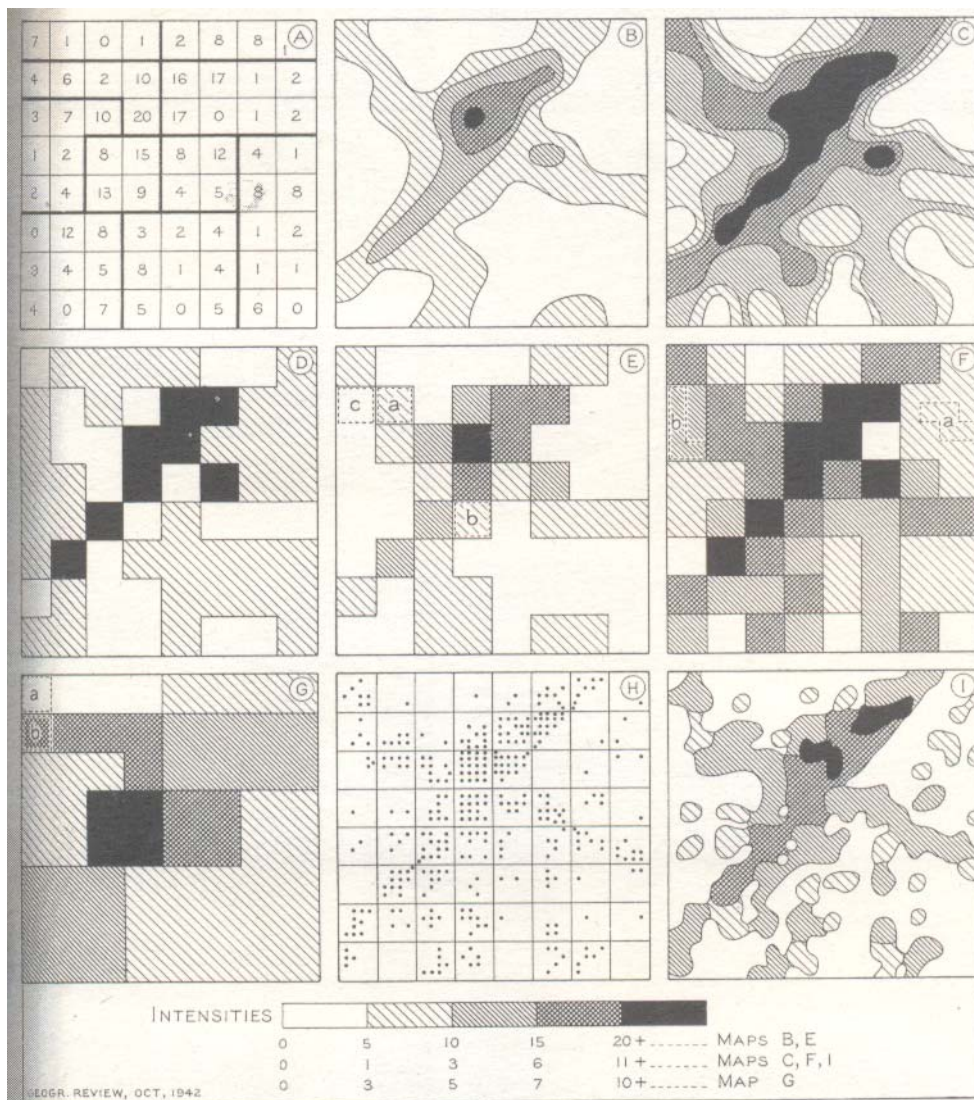 A
7 1 0 1 2 8 8 1
4 6 2 10 16 17 1 2
3 7 10 20 17 0 1 2
1 2 8 15 8 12 4 1
2 4 13 9 4 5 8 8
0 12 8 3 2 4 1 2
4 5 8 1 4 1 1
4 0 7 5 0 5 6 0
B
C
D
E
c a
b
F
b a
G
a
b
H
I
INTENSITIES
0 5 10 15 20+ MAPS B, E
0 1 3 6 11+ MAPS C, F, I
0 3 5 7 10+ MAP G
GEOGR. REVIEW, OCT, 1942